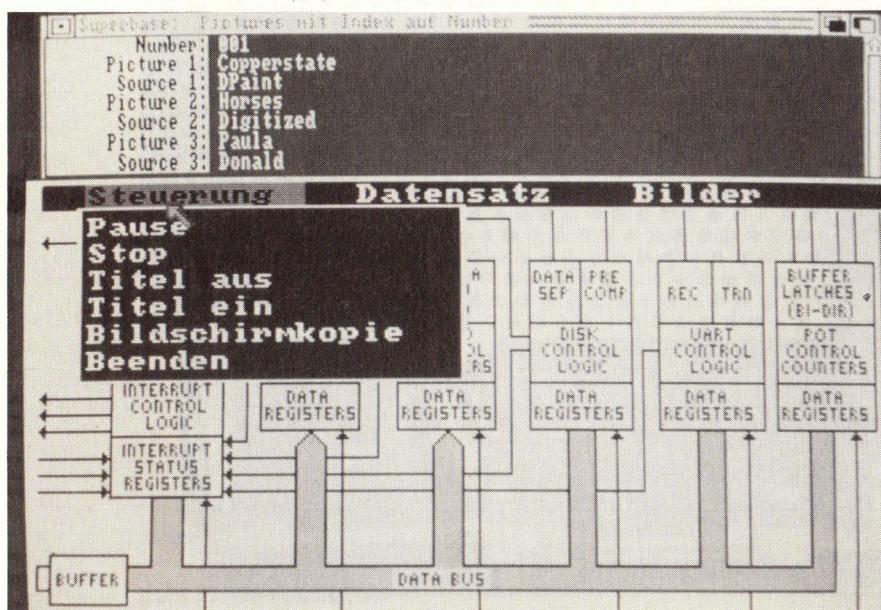 Superbase: Pictures mit Index auf Number
Number: 001
Picture 1: Copperstate
Source 1: DPaint
Picture 2: Horses
Source 2: Digitized
Picture 3: Paula
Source 3: Donald
Steuerung Datensatz Bilder
Pause
Stop
Titel aus
Titel ein
Bildschirmkopie
Beenden
DATA SEP
PRE COMP
REC TRN
BUFFER LATCHES (BI-DIR)
DISK CONTROL LOGIC
UART CONTROL LOGIC
POT CONTROL COUNTERS
INTERRUPT CONTROL LOGIC
DATA REGISTERS
DATA REGISTERS
DATA REGISTERS
DATA REGISTERS
DATA REGISTERS
INTERRUPT STATUS REGISTERS
BUFFER
DATA BUS